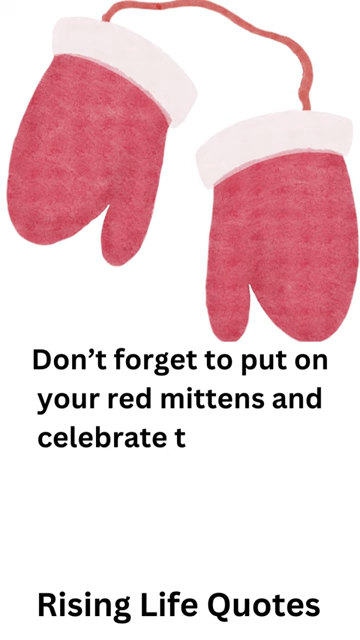 Don’t forget to put on
your red mittens and
celebrate t
Rising Life Quotes